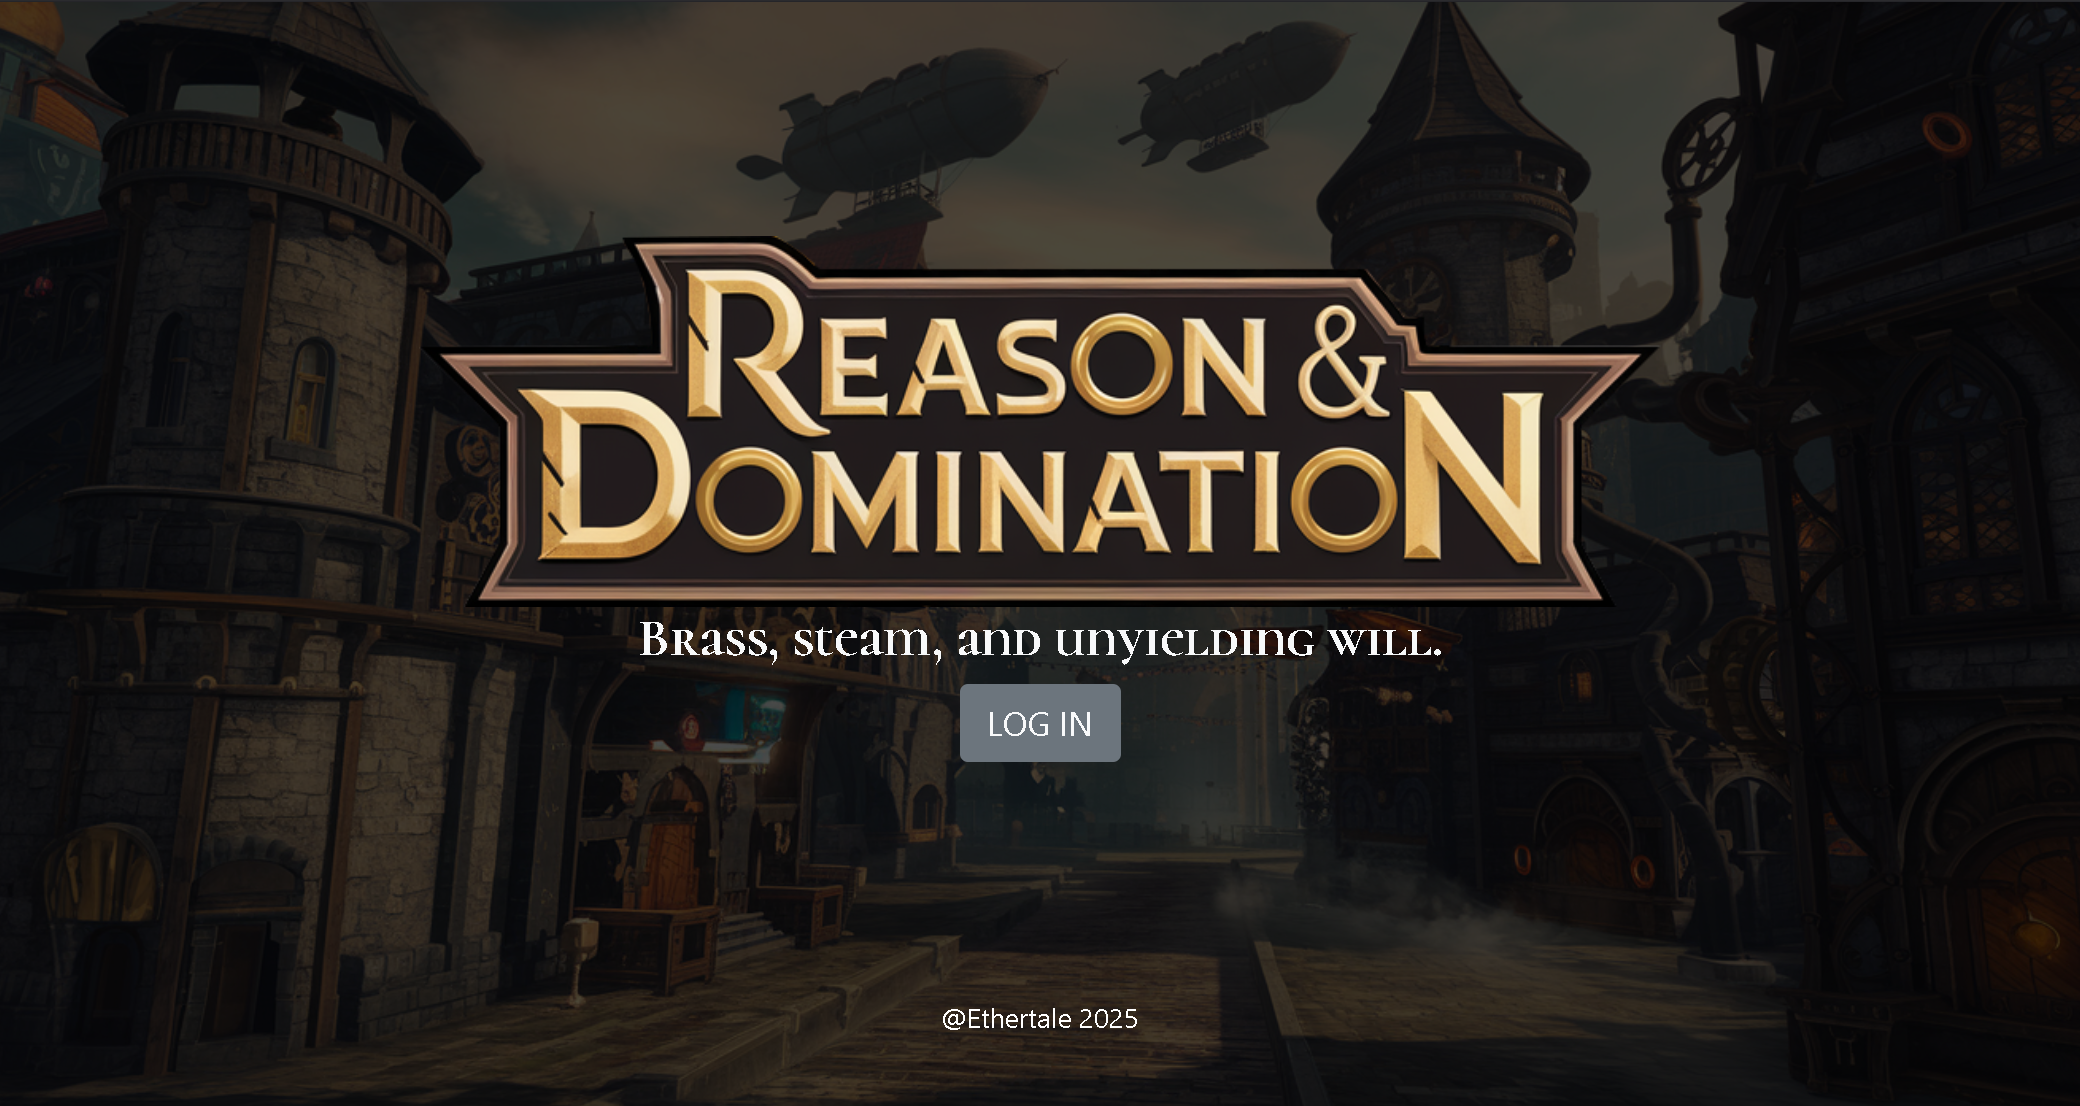 REASON &
DOMINATION
Brass, steam, and unyielding will.
LOG IN
@Ethertale 2025